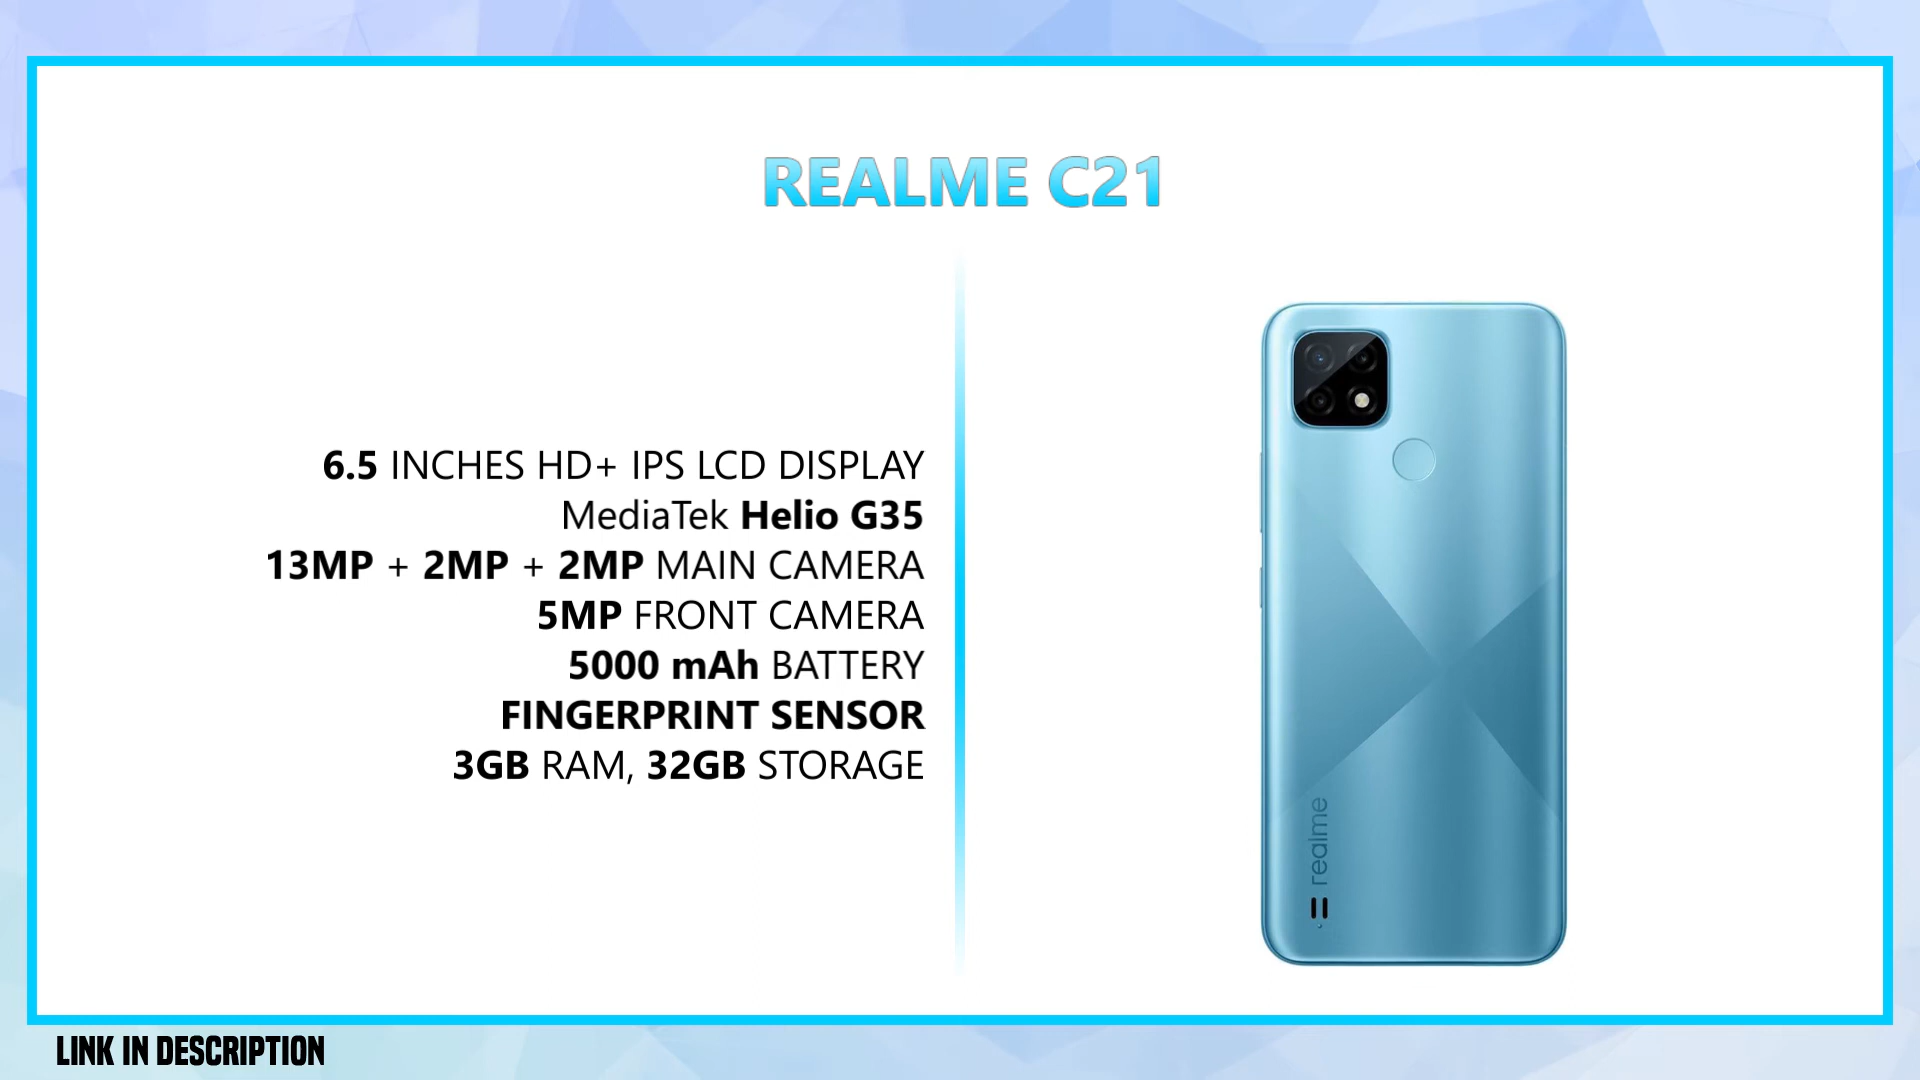 REALME C21
6.5 INCHES HD+ IPS LCD DISPLAY
MediaTek Helio G35
13MP + 2MP + 2MP MAIN CAMERA
5MP FRONT CAMERA
5000 mAh BATTERY
FINGERPRINT SENSOR
3GB RAM, 32GB STORAGE
realme
LINK IN DESCRIPTION